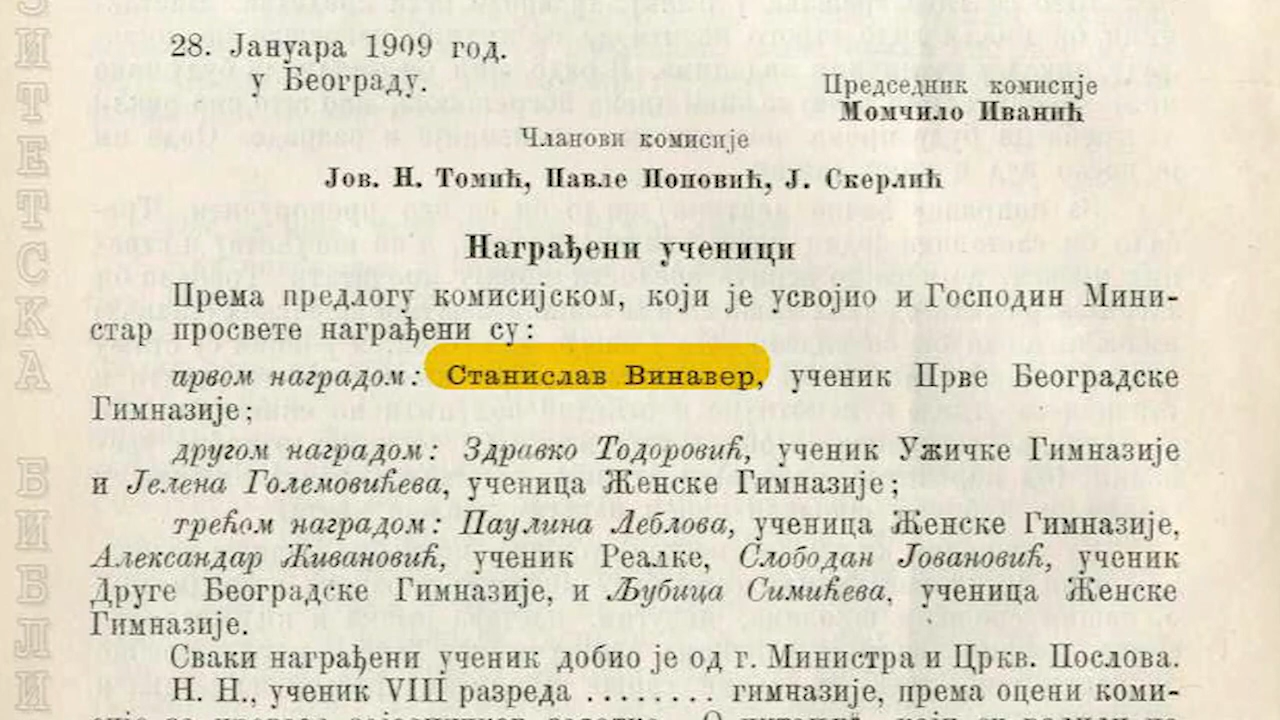 28. Јануара 1909 год.
у Београду.
Председник комисије
Момчило Иванић
Чланови комисије
Јов. Н. Томић, Павле Поповић, Ј. Скерлић
Награђени ученици
Према предлогу комисијском, који је усвојио и Господин Мини-
стар просвете награђени су:
првом наградом: Станислав Винавер, ученик Прве Београдске
Гимназије;
другом наградом: Здравко Тодоровић, ученик Ужичке Гимназије
и Јелена Големовићева, ученица Женске Гимназије;
трећом наградом: Паулина Леблова, ученица Женске Гимназије,
Александар Живановић, ученик Реалке, Слободан Јовановић, ученик
Друге Београдске Гимназије, и Љубица Симићева, ученица Женске
Гимназије.
Сваки награђени ученик добио је од г. Министра и Цркв. Послова.
Н. Н., ученик VIII разреда ........ гимназије, према оцени коми-
ЗИТЕТСКА БИБЛИ